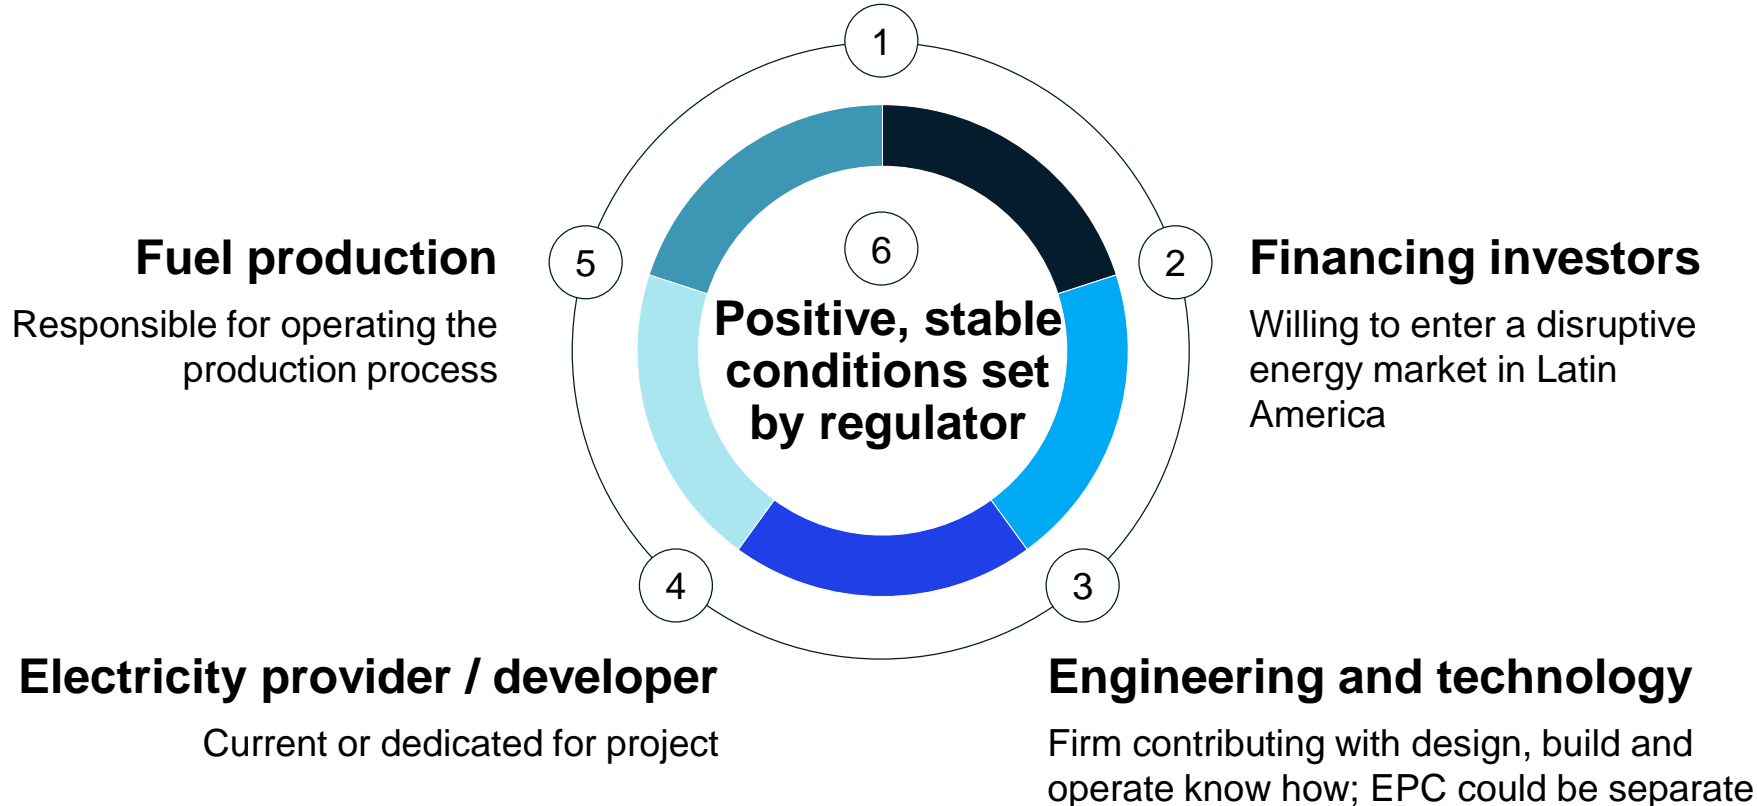 1
2
Financing investors
Willing to enter a disruptive
energy market in Latin
America
3
Engineering and technology
Firm contributing with design, build and
operate know how; EPC could be separate
4
Electricity provider / developer
Current or dedicated for project
5
Fuel production
Responsible for operating the
production process
6
Positive, stable
conditions set
by regulator